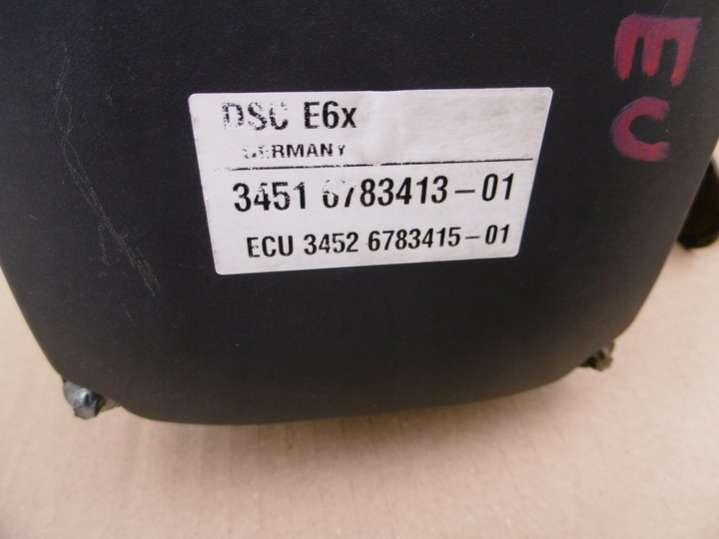 DSC E6x
GERMANY
3451 6783413-01
ECU 3452 6783415-01
EU